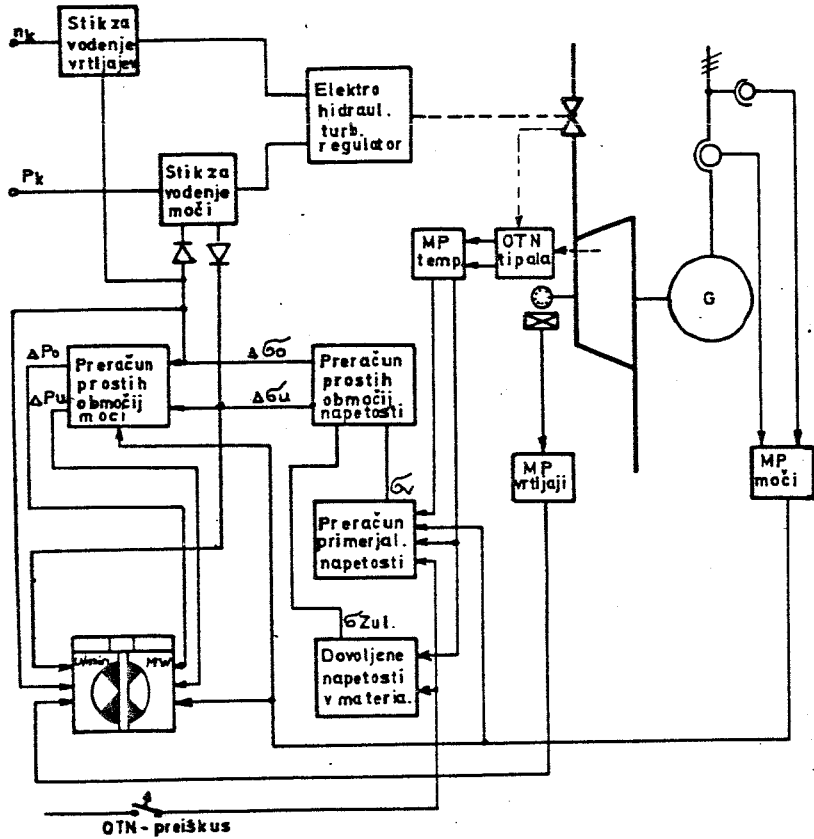 nk
Stik za
vodenje
vrtljajev
Elektro
hidraul.
turb.
regulator
Pk
Stik za
vodenje
moči
MP
temp.
OTN
tipala
G
ΔPo
ΔPu
Preračun
prostih
območij
moči
Δσo
Δσu
Preračun
prostih
območij
napetosti
MP
vrtljaji
MP
moči
σv
Preračun
primerjal.
napetosti
σzul.
Dovoljene
napetosti
v materia.
U/min
MW
OTN - preiskus